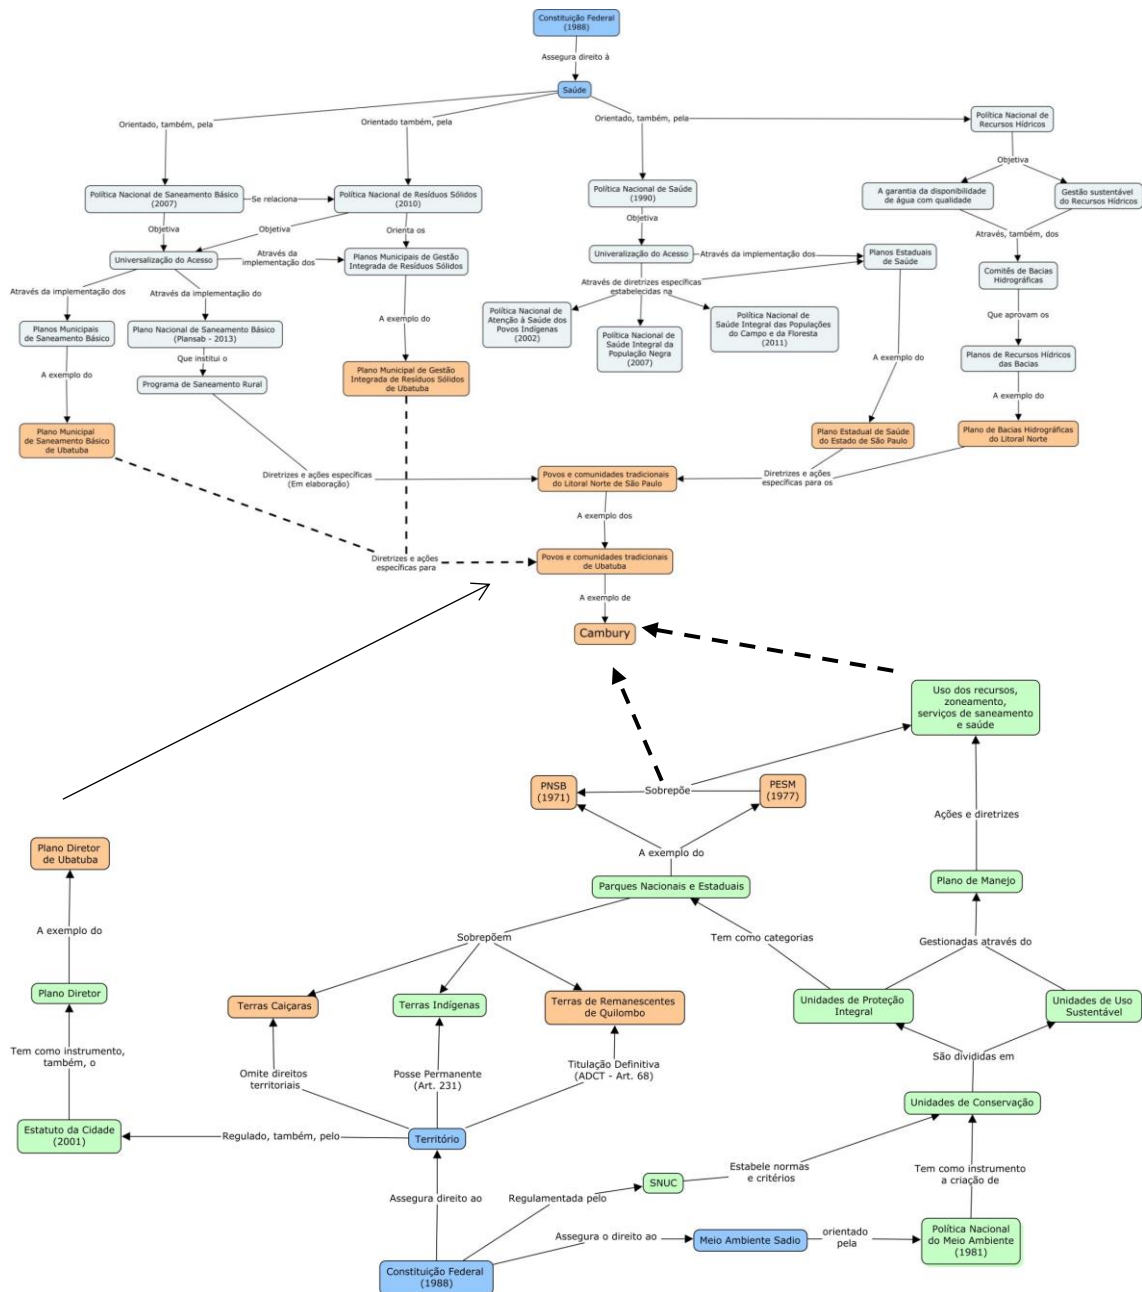 Constituição Federal
(1988)
Assegura direito à
Saúde
Orientado, também, pela
Orientado também, pela
Orientado, também, pela
Política Nacional de
Recursos Hídricos
Objetiva
Política Nacional de Saneamento Básico
(2007)
Se relaciona
Política Nacional de Resíduos Sólidos
(2010)
Política Nacional de Saúde
(1990)
A garantia da disponibilidade
de água com qualidade
Gestão sustentável
do Recursos Hídricos
Objetiva
Objetiva
Orienta os
Objetiva
Através, também, dos
Universalização do Acesso
Através da
implementação dos
Planos Municipais de Gestão
Integrada de Resíduos Sólidos
Univeralização do Acesso
Através da implementação dos
Planos Estaduais
de Saúde
Comitês de Bacias
Hidrográficas
Através da implementação dos
Através da implementação do
Através de diretrizes específicas
estabelecidas na
Que aprovam os
Planos Municipais
de Saneamento Básico
Plano Nacional de Saneamento Básico
(Plansab - 2013)
A exemplo do
Política Nacional de
Atenção à Saúde dos
Povos Indígenas
(2002)
Política Nacional de
Saúde Integral da
População Negra
(2007)
Política Nacional de
Saúde Integral das Populações
do Campo e da Floresta
(2011)
A exemplo do
Planos de Recursos Hídricos
das Bacias
A exemplo do
Que institui o
Programa de Saneamento Rural
Plano Municipal de Gestão
Integrada de Resíduos Sólidos
de Ubatuba
A exemplo do
Plano Municipal
de Saneamento Básico
de Ubatuba
Plano Estadual de Saúde
do Estado de São Paulo
Plano de Bacias Hidrográficas
do Litoral Norte
Diretrizes e ações específicas
(Em elaboração)
Povos e comunidades tradicionais
do Litoral Norte de São Paulo
Diretrizes e ações
específicas para os
A exemplo dos
Diretrizes e ações
específicas para
Povos e comunidades tradicionais
de Ubatuba
A exemplo de
Cambury
Uso dos recursos,
zoneamento,
serviços de saneamento
e saúde
PNSB
(1971)
Sobrepõe
PESM
(1977)
Ações e diretrizes
Plano Diretor
de Ubatuba
A exemplo do
Parques Nacionais e Estaduais
Plano de Manejo
A exemplo do
Sobrepõem
Tem como categorias
Gestionadas através do
Plano Diretor
Terras Caiçaras
Terras Indígenas
Terras de Remanescentes
de Quilombo
Unidades de Proteção
Integral
Unidades de Uso
Sustentável
Tem como instrumento,
também, o
Omite direitos
territoriais
Posse Permanente
(Art. 231)
Titulação Definitiva
(ADCT - Art. 68)
São divididas em
Unidades de Conservação
Estatuto da Cidade
(2001)
Regulado, também, pelo
Território
Assegura direito ao
Regulamentada pelo
SNUC
Estabele normas
e critérios
Tem como instrumento
a criação de
Assegura o direito ao
Meio Ambiente Sadio
orientado
pela
Política Nacional
do Meio Ambiente
(1981)
Constituição Federal
(1988)